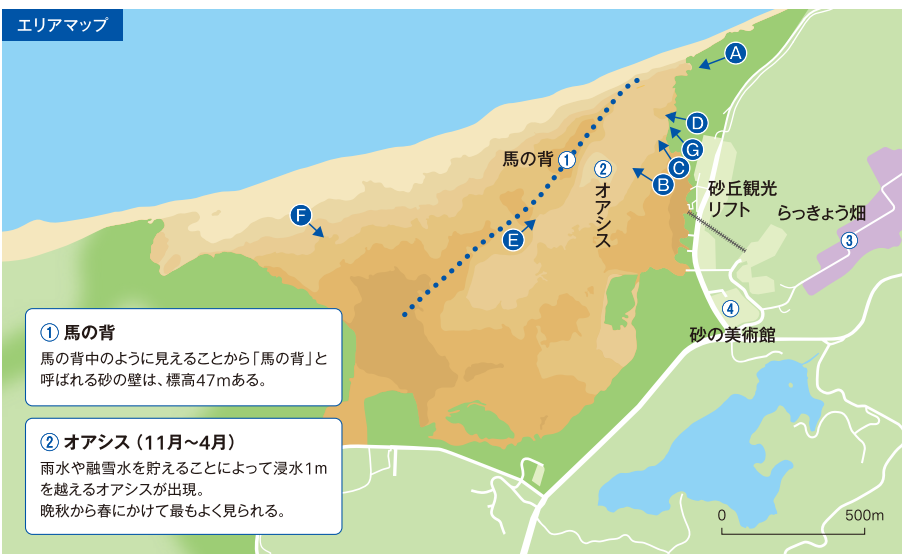 エリアマップ
A
D
G
C
B
馬の背 ①
②
オアシス
砂丘観光
リフト
らっきょう畑
③
F
E
④
砂の美術館
① 馬の背
馬の背中のように見えることから「馬の背」と
呼ばれる砂の壁は、標高47mある。
② オアシス（11月〜4月）
雨水や融雪水を貯えることによって浸水1m
を越えるオアシスが出現。
晩秋から春にかけて最もよく見られる。
0 500m